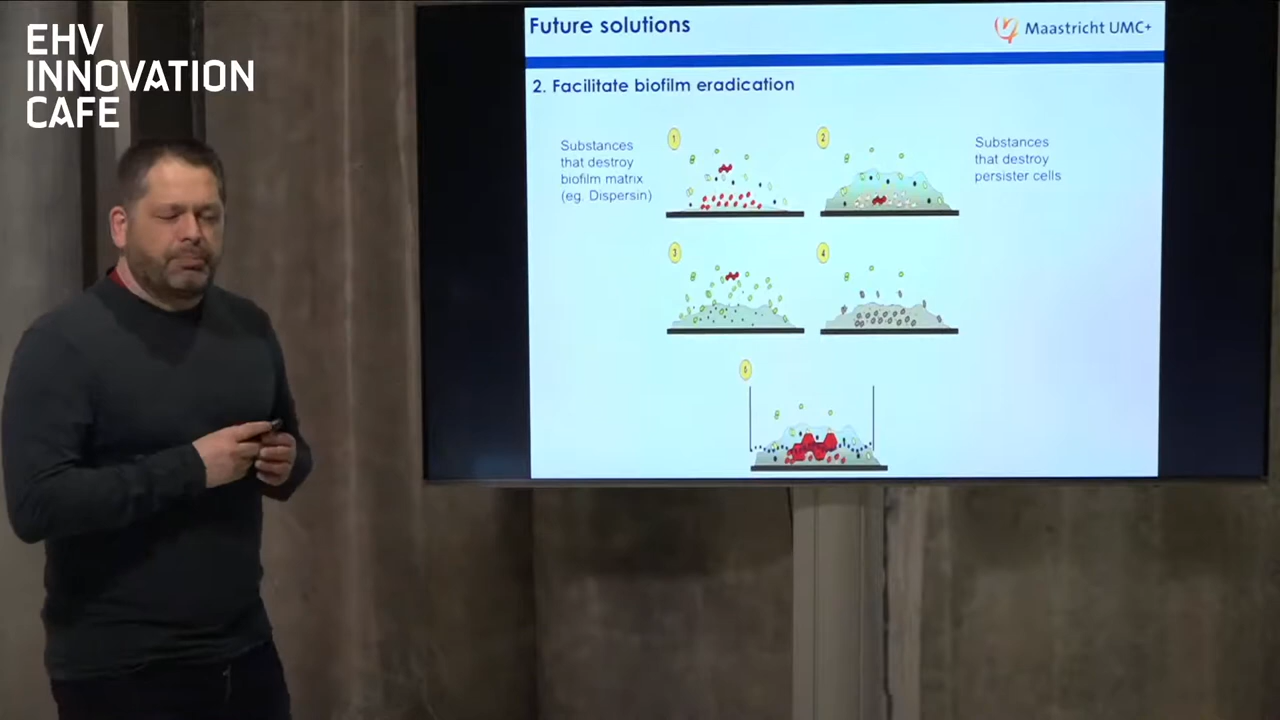 EHV
INNOVATION
CAFE
Future solutions
Maastricht UMC+
2. Facilitate biofilm eradication
Substances
that destroy
biofilm matrix
(eg. Dispersin)
1
2
Substances
that destroy
persister cells
3
4